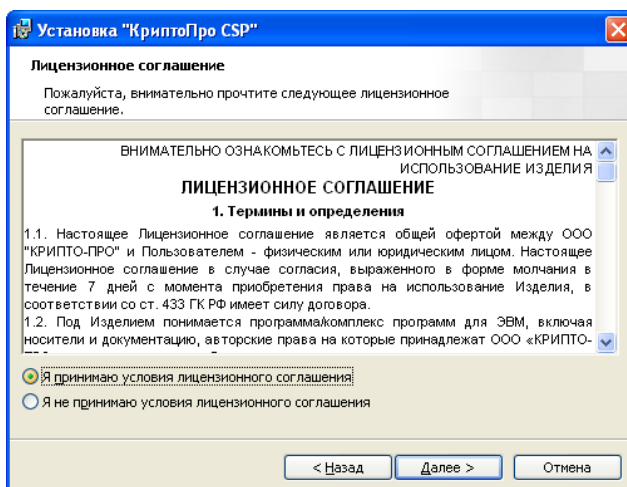 Установка "КриптоПро CSP"
Лицензионное соглашение
Пожалуйста, внимательно прочтите следующее лицензионное
соглашение.
ВНИМАТЕЛЬНО ОЗНАКОМЬТЕСЬ С ЛИЦЕНЗИОННЫМ СОГЛАШЕНИЕМ НА
ИСПОЛЬЗОВАНИЕ ИЗДЕЛИЯ
ЛИЦЕНЗИОННОЕ СОГЛАШЕНИЕ
1. Термины и определения
1.1. Настоящее Лицензионное соглашение является общей офертой между ООО
"КРИПТО-ПРО" и Пользователем - физическим или юридическим лицом. Настоящее
Лицензионное соглашение в случае согласия, выраженного в форме молчания в
течение 7 дней с момента приобретения права на использование Изделия, в
соответствии со ст. 433 ГК РФ имеет силу договора.
1.2. Под Изделием понимается программа/комплекс программ для ЭВМ, включая
носители и документацию, авторские права на которые принадлежат ООО «КРИПТО-
Я принимаю условия лицензионного соглашения
Я не принимаю условия лицензионного соглашения
< Назад
Далее >
Отмена